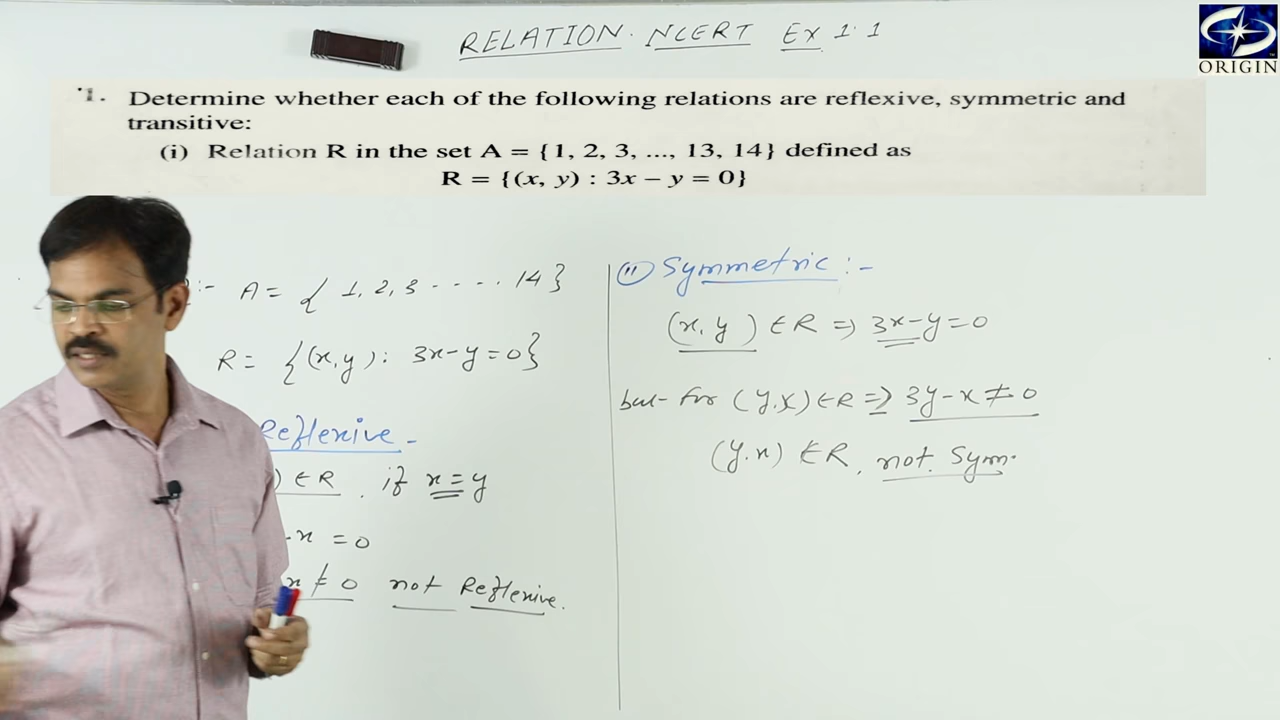 RELATION. NCERT Ex 1.1
ORIGIN
1. Determine whether each of the following relations are reflexive, symmetric and
transitive:
(i) Relation R in the set A = {1, 2, 3, ..., 13, 14} defined as
R = {(x, y) : 3x – y = 0}
:- A = { 1, 2, 3 ----- 14 }
R = {(x, y) : 3x-y=0}
Reflexive -
) ∈ R, if x = y
-x = 0
x ≠ 0 not Reflexive.
(ii) Symmetric :-
(x, y) ∈ R ⇒ 3x-y=0
but for (y, x) ∈ R ⇒ 3y-x ≠ 0
(y, x) ∉ R, not Sym.